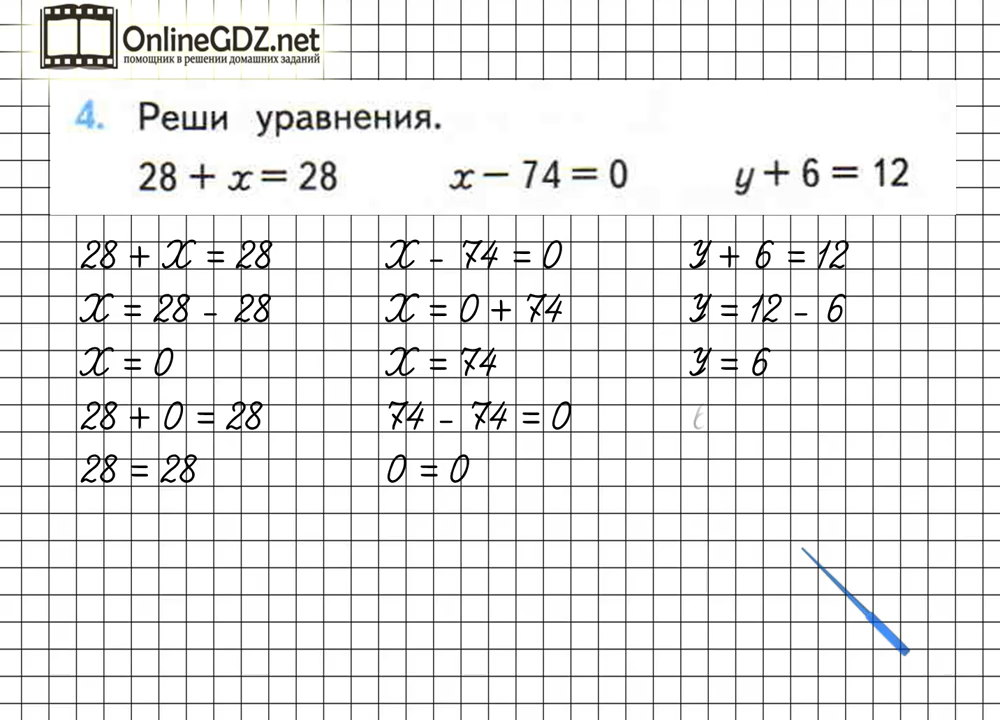 OnlineGDZ.net
помощник в решении домашних заданий
4. Реши уравнения.
28 + x = 28 x − 74 = 0 y + 6 = 12
28 + X = 28 X - 74 = 0 У + 6 = 12
X = 28 - 28 X = 0 + 74 У = 12 - 6
X = 0 X = 74 У = 6
28 + 0 = 28 74 - 74 = 0
28 = 28 0 = 0